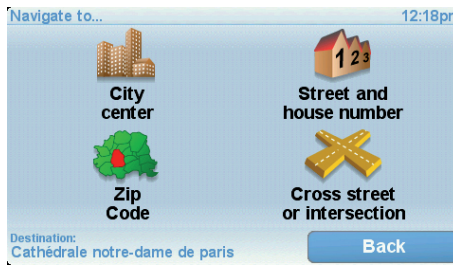 Navigate to...
12:18pm
1 2 3
City
center
Street and
house number
Zip
Code
Cross street
or intersection
Destination:
Cathédrale notre-dame de paris
Back